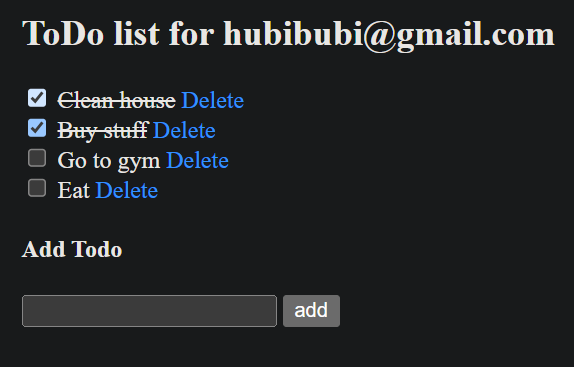 ToDo list for hubibubi@gmail.com
Clean house Delete
Buy stuff Delete
Go to gym Delete
Eat Delete
Add Todo
add